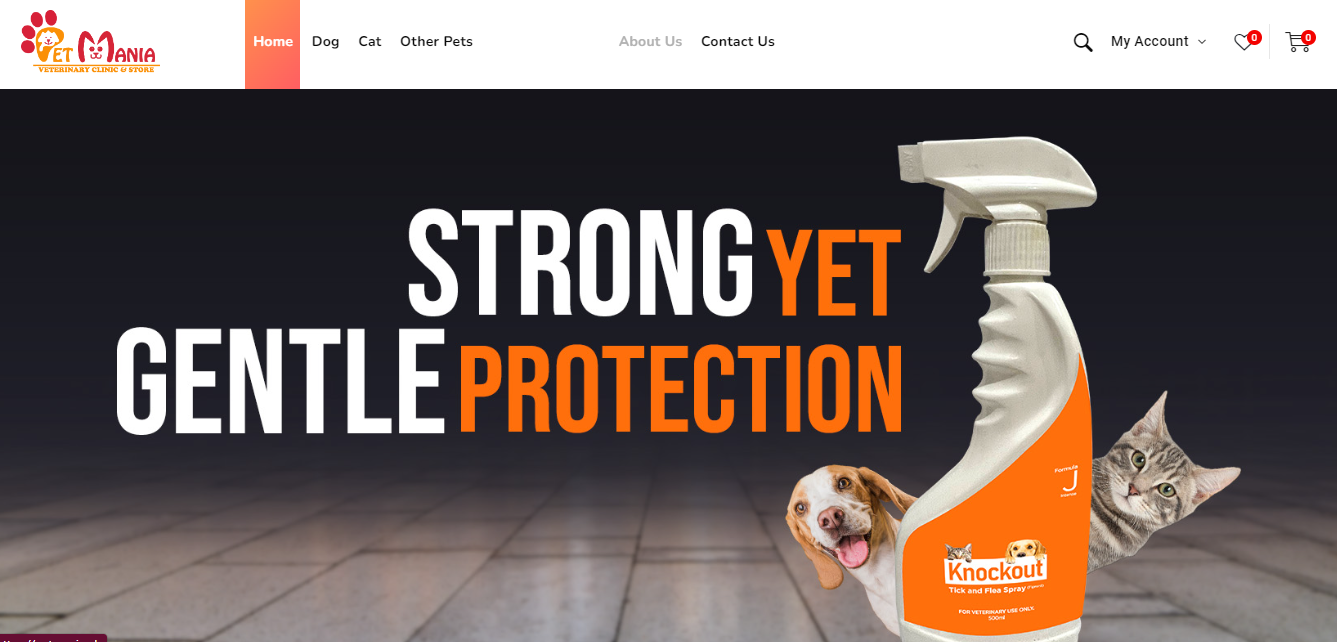 PET MANIA
VETERINARY CLINIC & STORE
Home
Dog
Cat
Other Pets
About Us
Contact Us
My Account
0
0
STRONG YET
GENTLE PROTECTION
Formula
J
Knockout
Tick and Flea Spray
FOR VETERINARY USE ONLY.
500ml